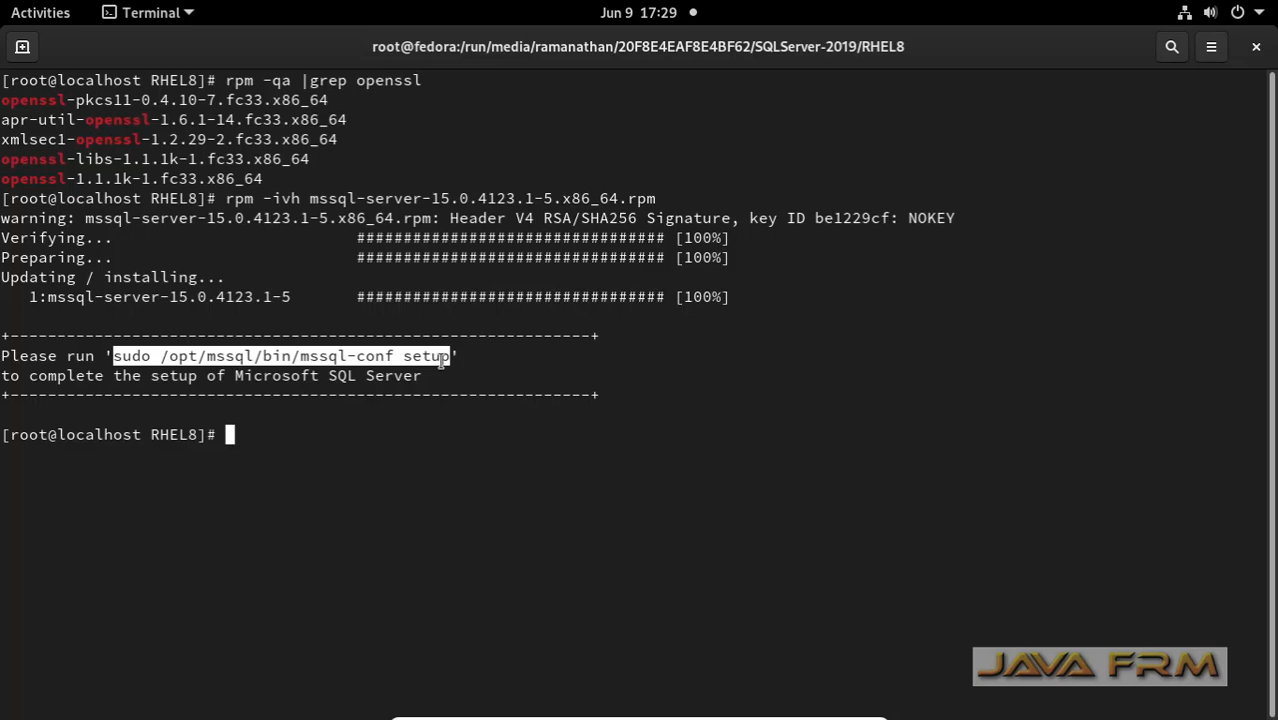 Activities
Terminal
Jun 9 17:29
root@fedora:/run/media/ramanathan/20F8E4EAF8E4BF62/SQLServer-2019/RHEL8
[root@localhost RHEL8]# rpm -qa |grep openssl
openssl-pkcs11-0.4.10-7.fc33.x86_64
apr-util-openssl-1.6.1-14.fc33.x86_64
xmlsec1-openssl-1.2.29-2.fc33.x86_64
openssl-libs-1.1.1k-1.fc33.x86_64
openssl-1.1.1k-1.fc33.x86_64
[root@localhost RHEL8]# rpm -ivh mssql-server-15.0.4123.1-5.x86_64.rpm
warning: mssql-server-15.0.4123.1-5.x86_64.rpm: Header V4 RSA/SHA256 Signature, key ID be1229cf: NOKEY
Verifying... ################################# [100%]
Preparing... ################################# [100%]
Updating / installing...
1:mssql-server-15.0.4123.1-5 ################################# [100%]
+--------------------------------------------------------------+
Please run 'sudo /opt/mssql/bin/mssql-conf setup'
to complete the setup of Microsoft SQL Server
+--------------------------------------------------------------+
[root@localhost RHEL8]#
JAVA FRM